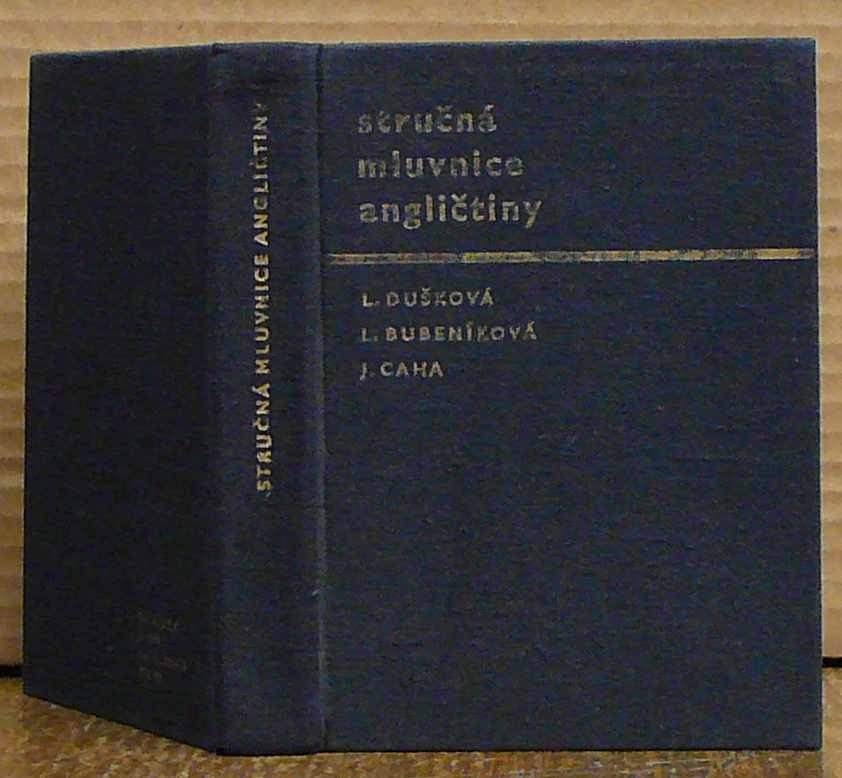 stručná
mluvnice
angličtiny
L. DUŠKOVÁ
L. BUBENÍKOVÁ
J. CAHA
STRUČNÁ MLUVNICE ANGLIČTINY